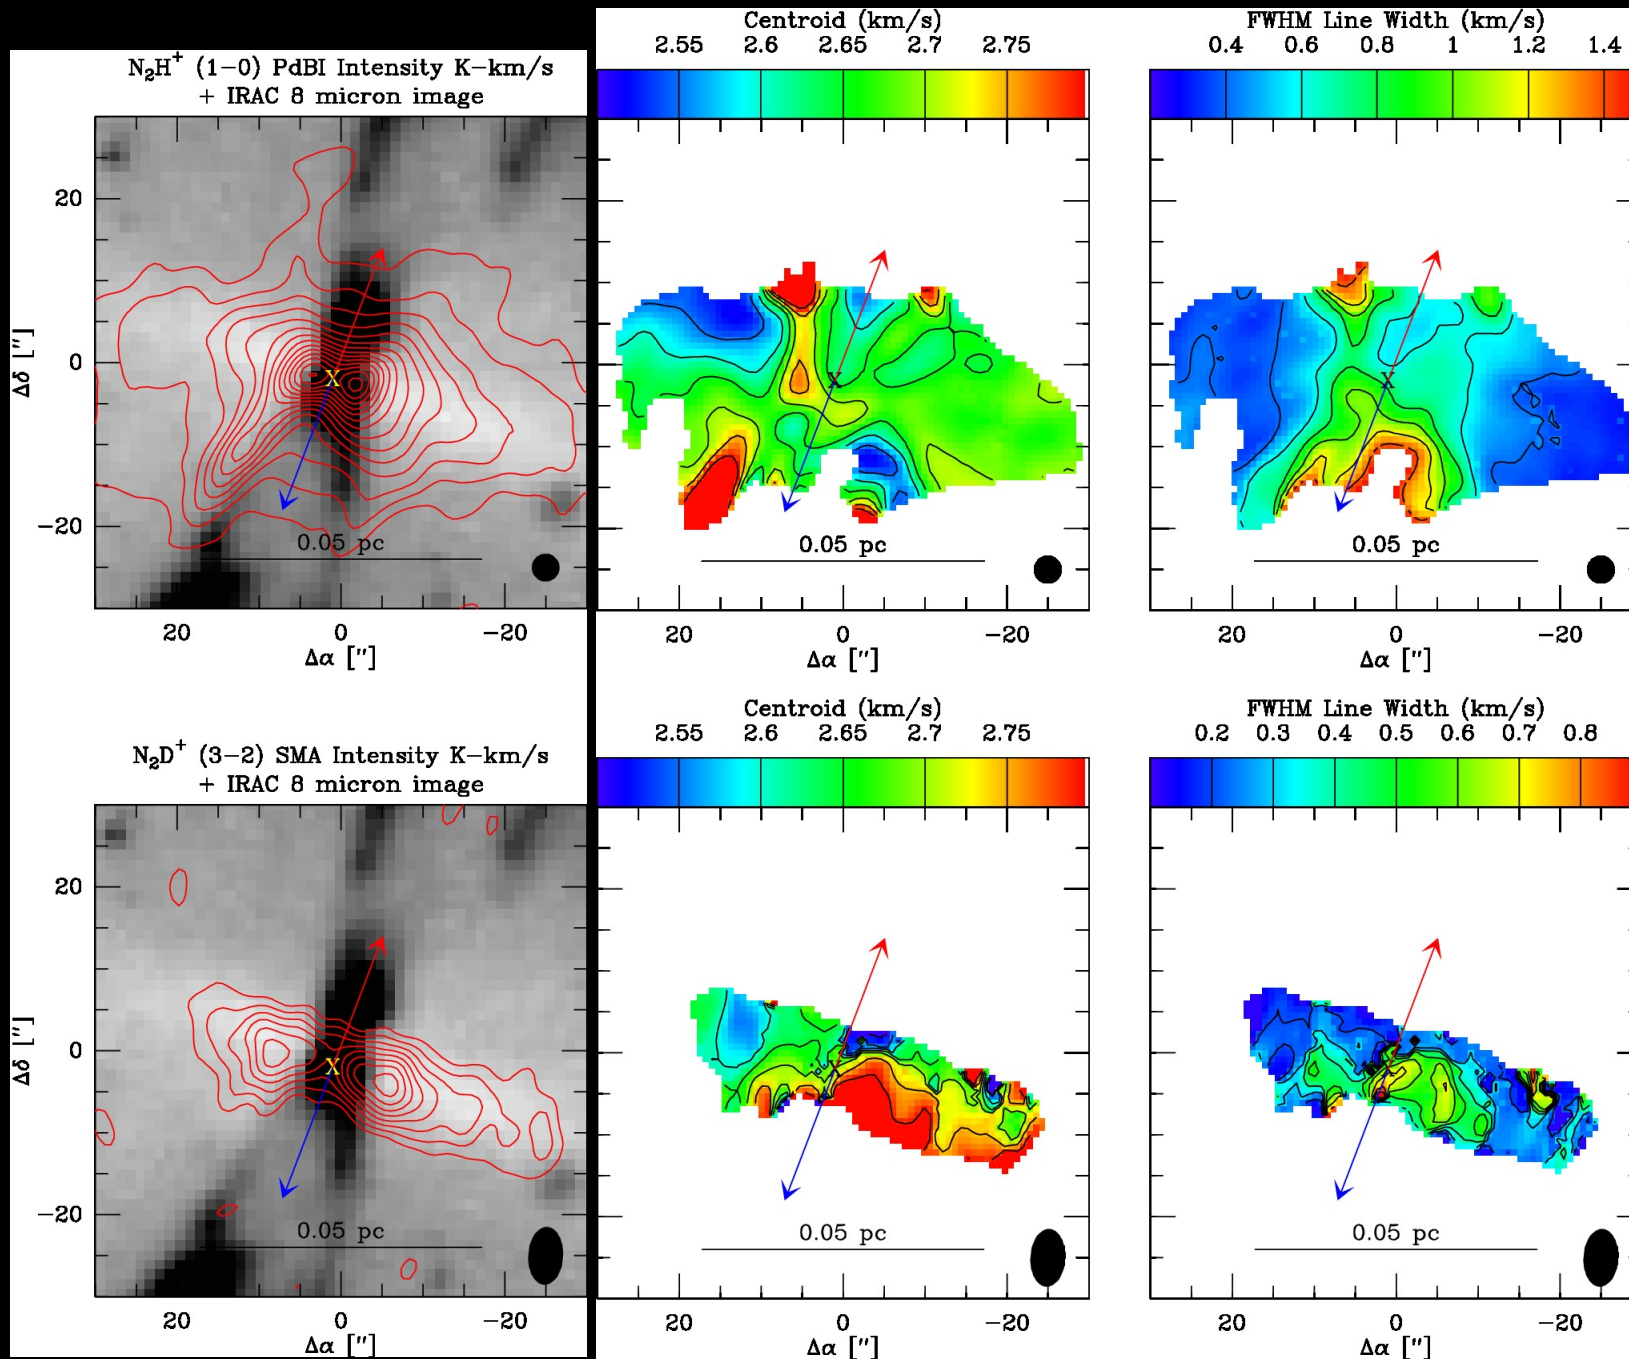 N₂H⁺ (1−0) PdBI Intensity K−km/s
+ IRAC 8 micron image
20
0
−20
Δδ ["]
X
0.05 pc
20 0 −20
Δα ["]
Centroid (km/s)
2.55 2.6 2.65 2.7 2.75
X
0.05 pc
20 0 −20
Δα ["]
FWHM Line Width (km/s)
0.4 0.6 0.8 1 1.2 1.4
X
0.05 pc
20 0 −20
Δα ["]
N₂D⁺ (3−2) SMA Intensity K−km/s
+ IRAC 8 micron image
20
0
−20
Δδ ["]
X
0.05 pc
20 0 −20
Δα ["]
Centroid (km/s)
2.55 2.6 2.65 2.7 2.75
X
0.05 pc
20 0 −20
Δα ["]
FWHM Line Width (km/s)
0.2 0.3 0.4 0.5 0.6 0.7 0.8
X
0.05 pc
20 0 −20
Δα ["]